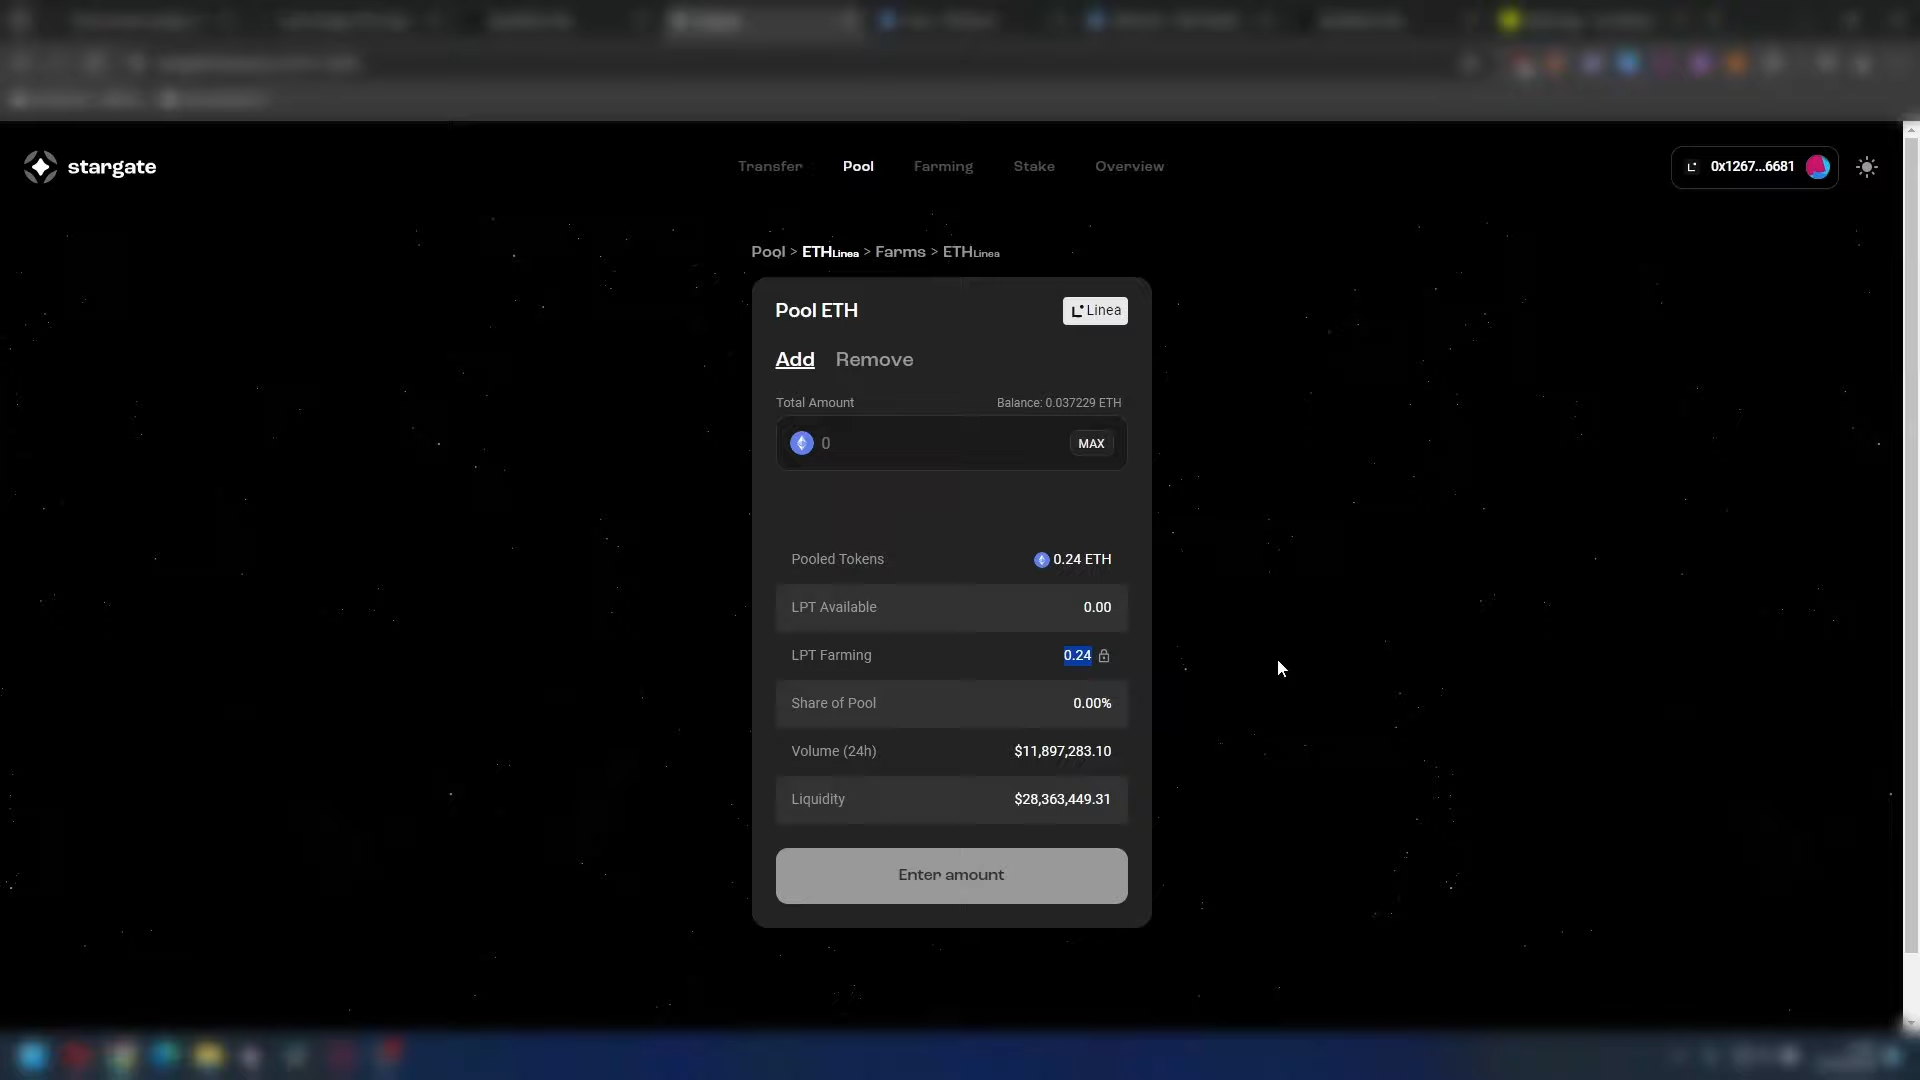 stargate
Transfer Pool Farming Stake Overview
0x1267...6681
Pool > ETHLinea > Farms > ETHLinea
Pool ETH
Linea
Add Remove
Total Amount Balance: 0.037229 ETH
0 MAX
Pooled Tokens 0.24 ETH
LPT Available 0.00
LPT Farming 0.24
Share of Pool 0.00%
Volume (24h) $11,897,283.10
Liquidity $28,363,449.31
Enter amount